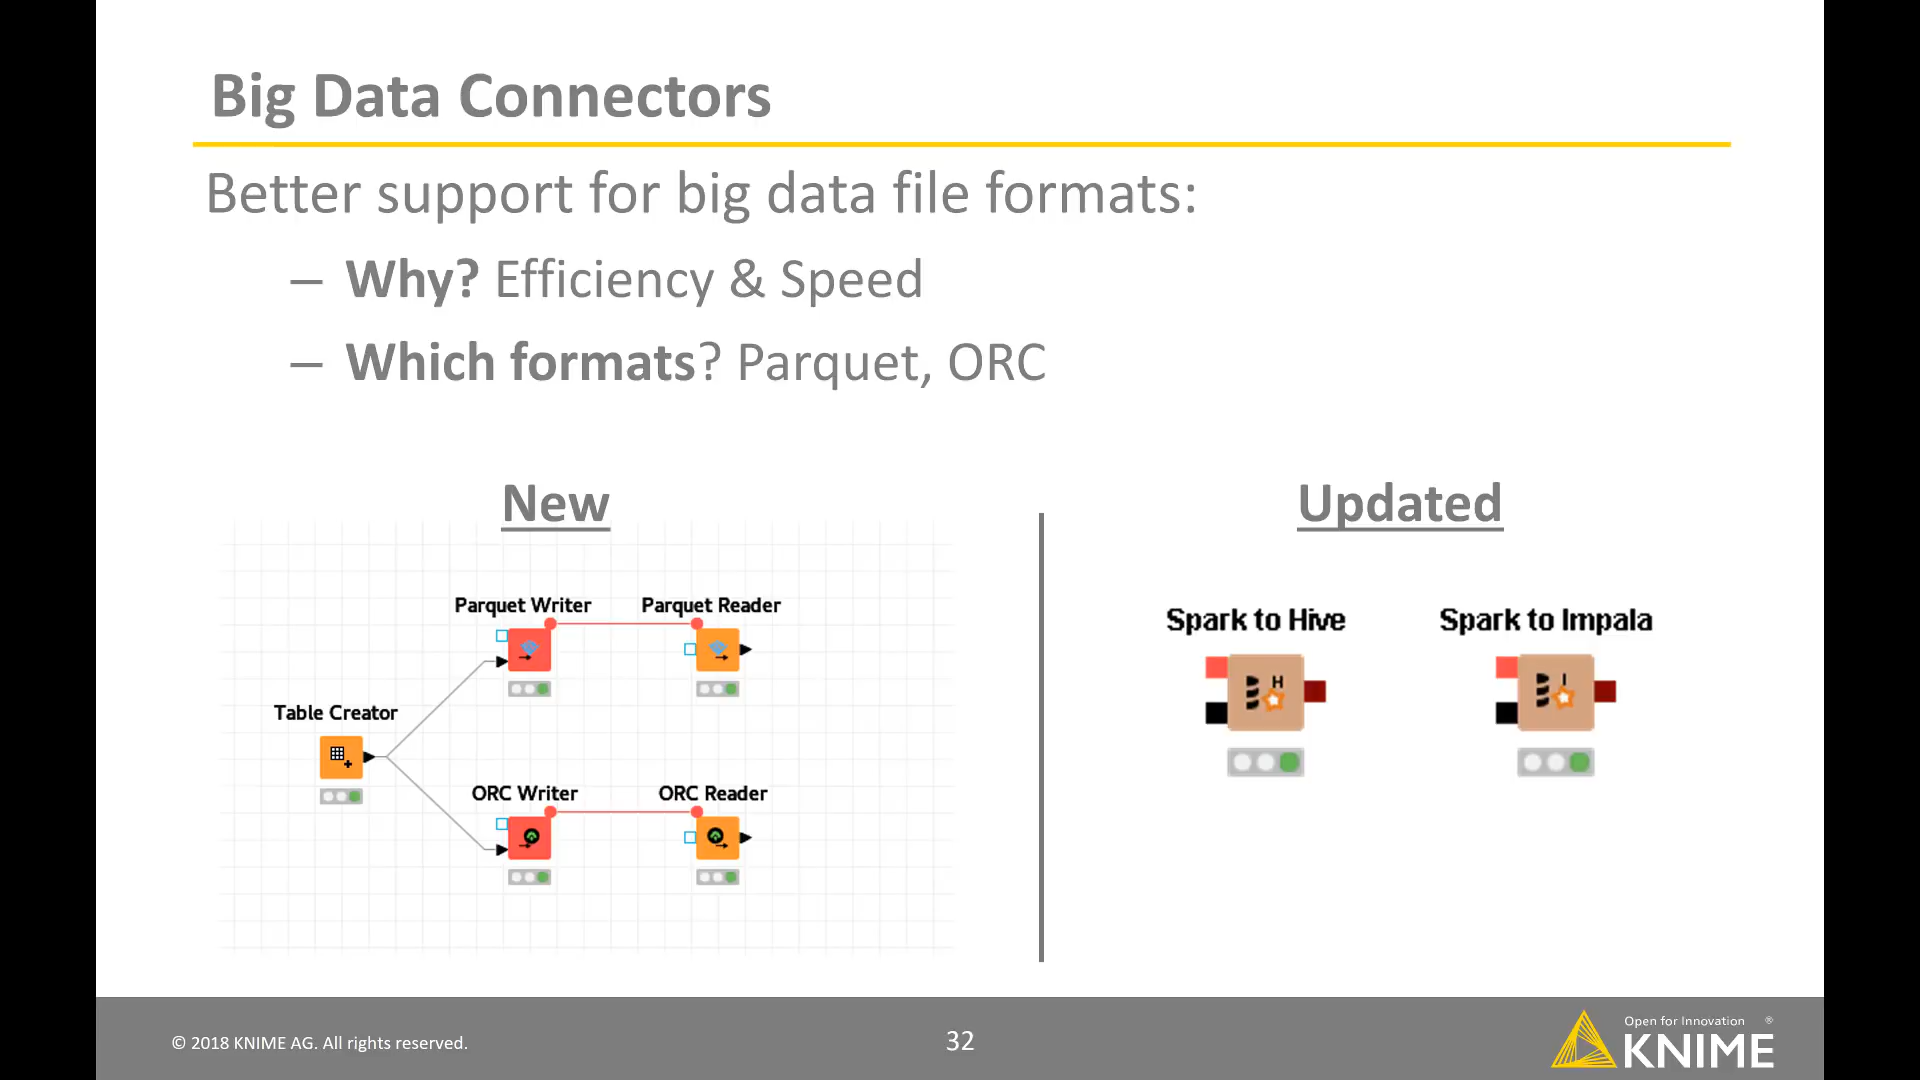 Big Data Connectors
Better support for big data file formats:
– Why? Efficiency & Speed
– Which formats? Parquet, ORC
New
Parquet Writer
Parquet Reader
Table Creator
ORC Writer
ORC Reader
Updated
Spark to Hive
H
Spark to Impala
I
© 2018 KNIME AG. All rights reserved.
32
Open for Innovation ®
KNIME